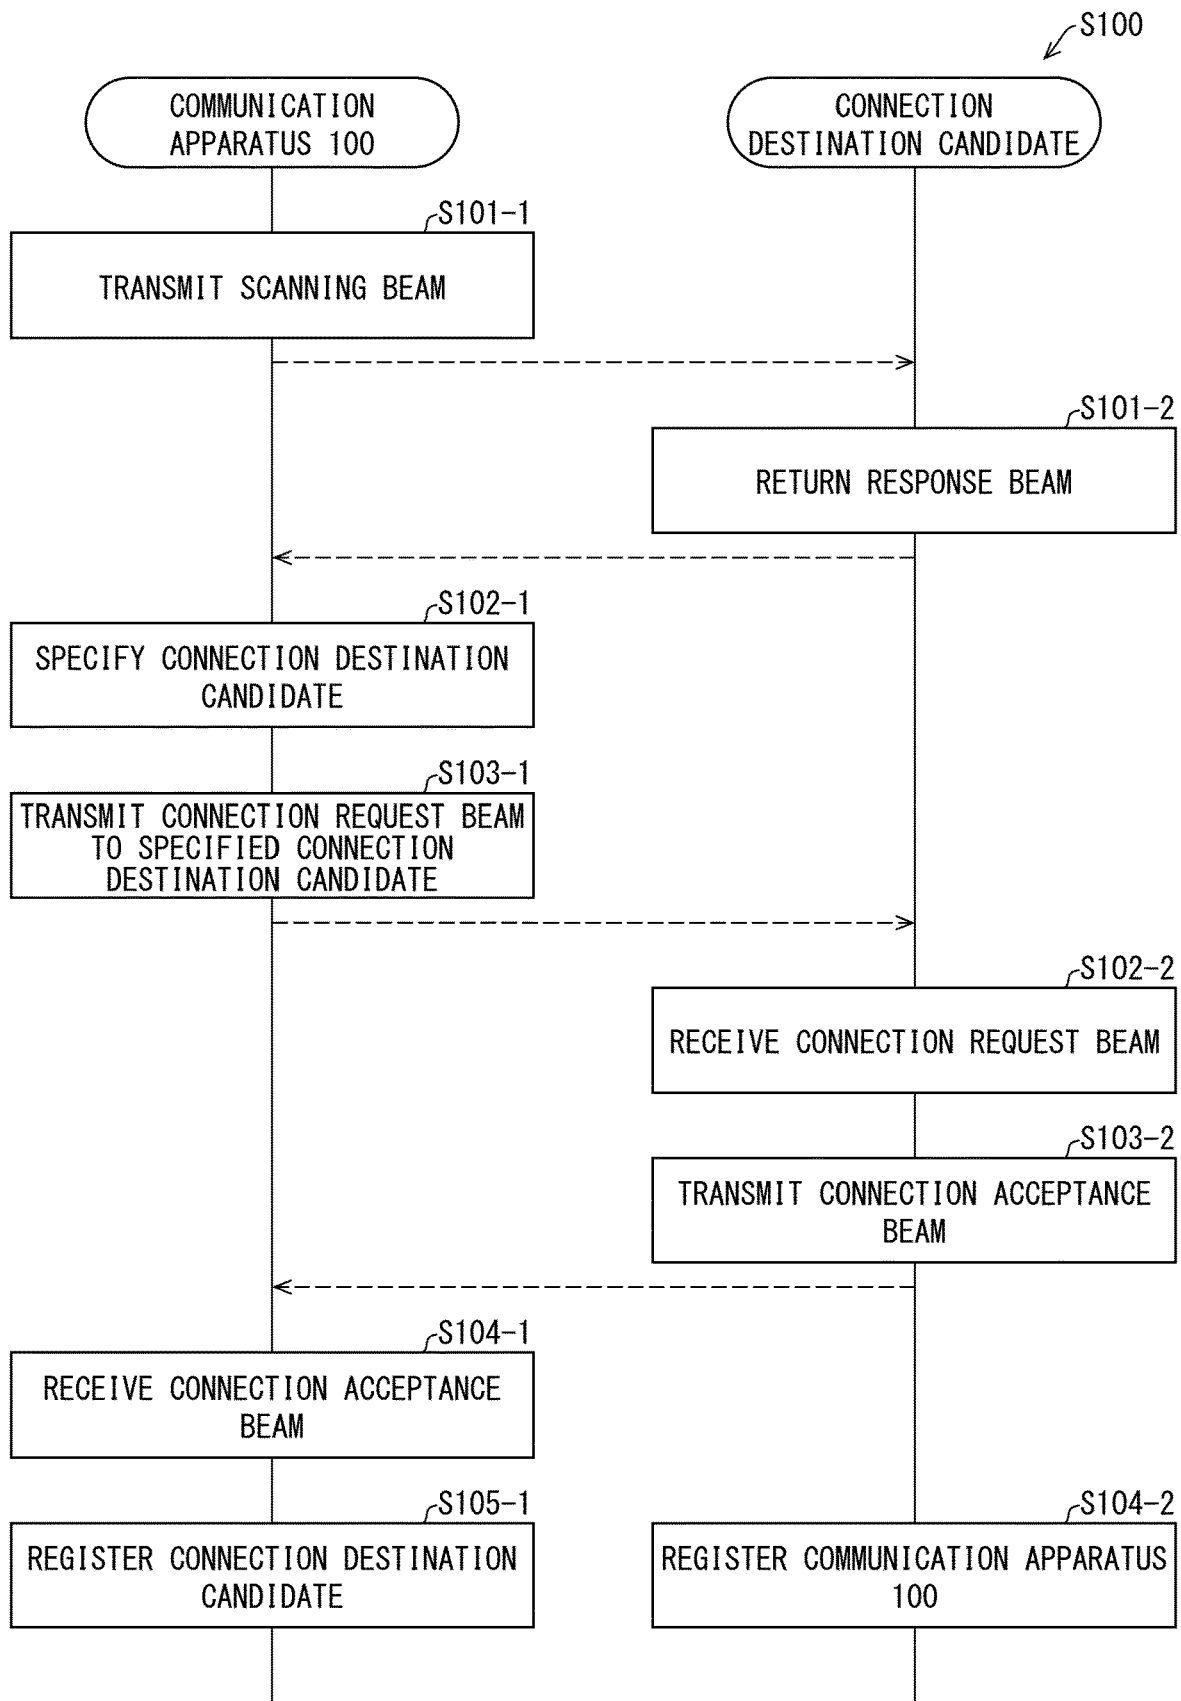 S100
COMMUNICATION
APPARATUS 100
CONNECTION
DESTINATION CANDIDATE
S101-1
TRANSMIT SCANNING BEAM
S101-2
RETURN RESPONSE BEAM
S102-1
SPECIFY CONNECTION DESTINATION
CANDIDATE
S103-1
TRANSMIT CONNECTION REQUEST BEAM
TO SPECIFIED CONNECTION
DESTINATION CANDIDATE
S102-2
RECEIVE CONNECTION REQUEST BEAM
S103-2
TRANSMIT CONNECTION ACCEPTANCE
BEAM
S104-1
RECEIVE CONNECTION ACCEPTANCE
BEAM
S105-1
REGISTER CONNECTION DESTINATION
CANDIDATE
S104-2
REGISTER COMMUNICATION APPARATUS
100